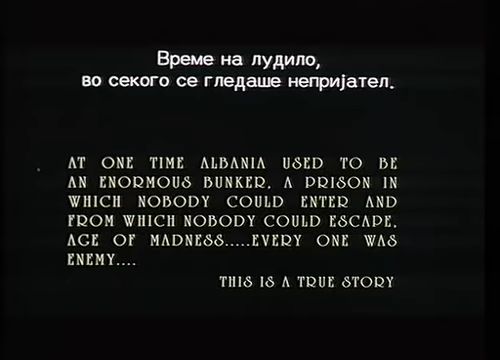 Време на лудило,
во секого се гледаше непријател.
AT ONE TIME ALBANIA USED TO BE
AN ENORMOUS BUNKER. A PRISON IN
WHICH NOBODY COULD ENTER AND
FROM WHICH NOBODY COULD ESCAPE.
AGE OF MADNESS.....EVERY ONE WAS
ENEMY....
THIS IS A TRUE STORY